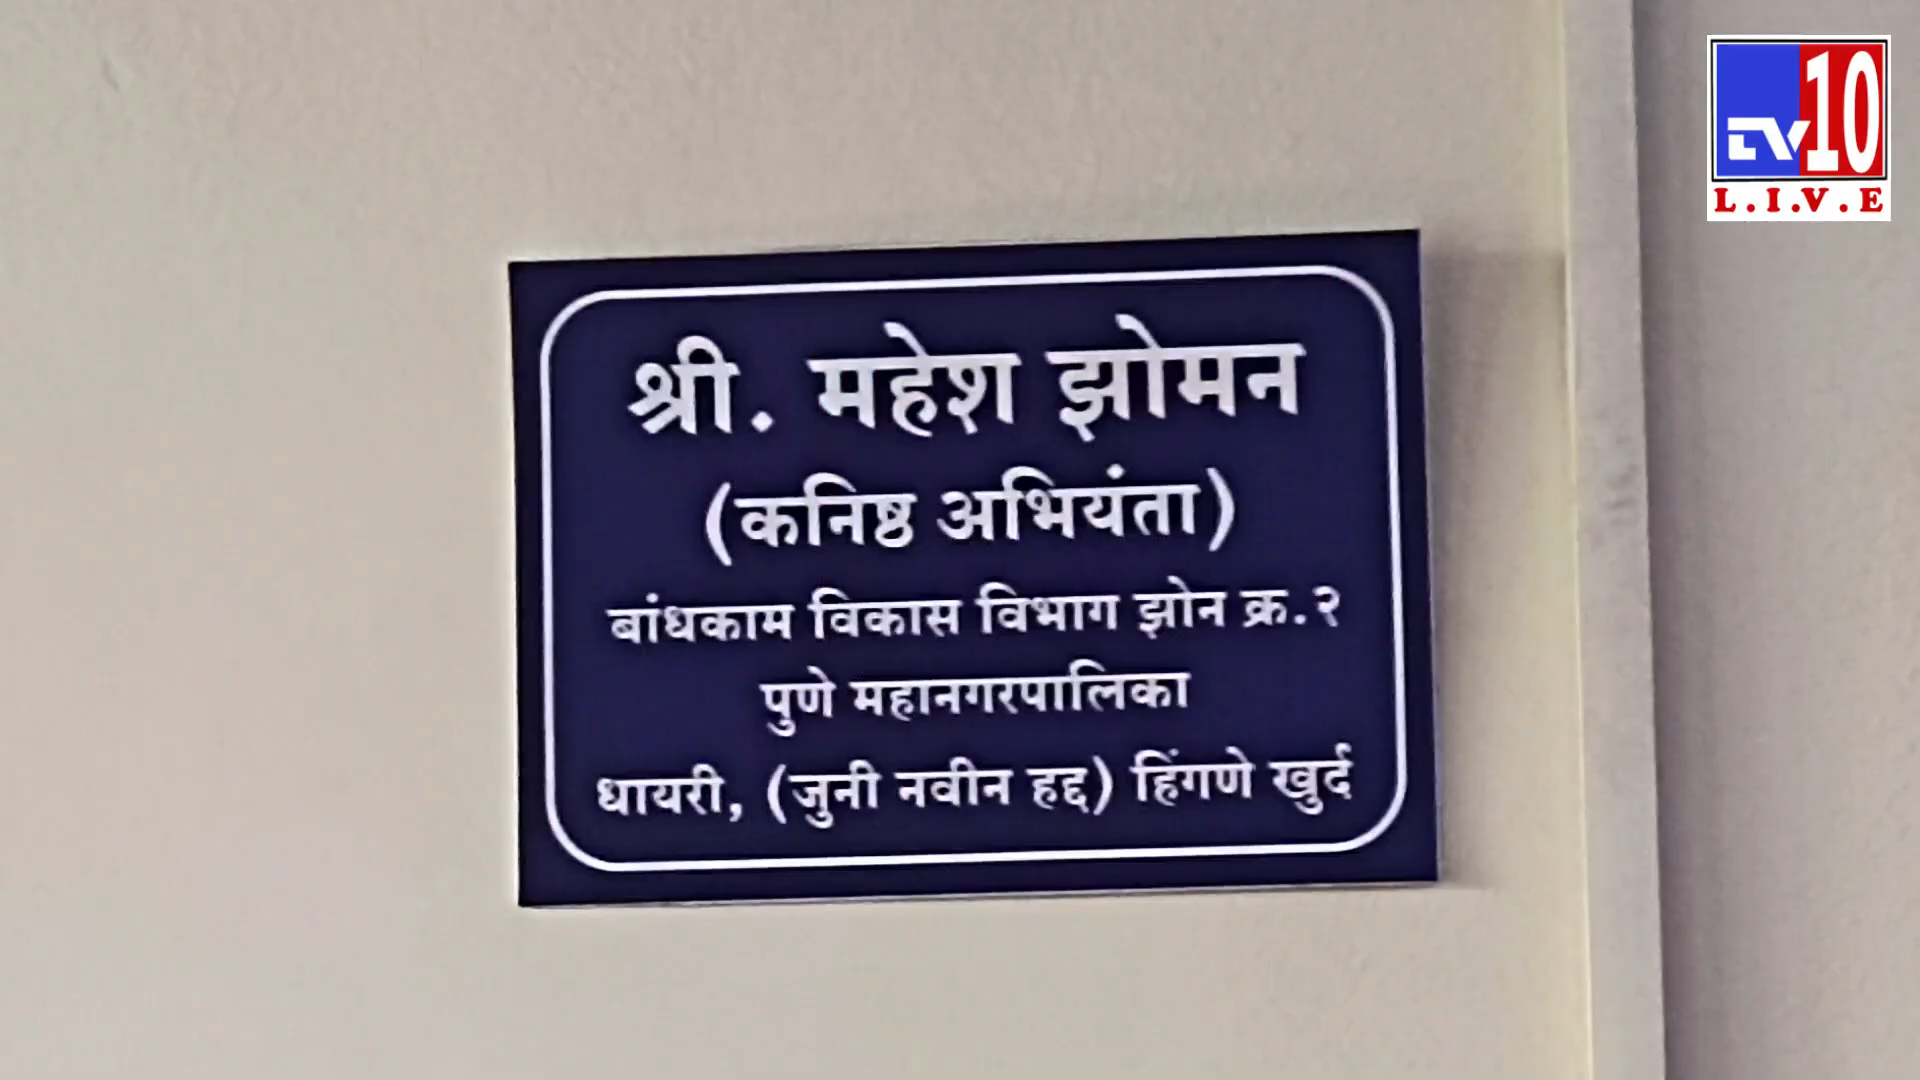 TV10
L.I.V.E
श्री. महेश झोमन
(कनिष्ठ अभियंता)
बांधकाम विकास विभाग झोन क्र.२
पुणे महानगरपालिका
धायरी, (जुनी नवीन हद्द) हिंगणे खुर्द